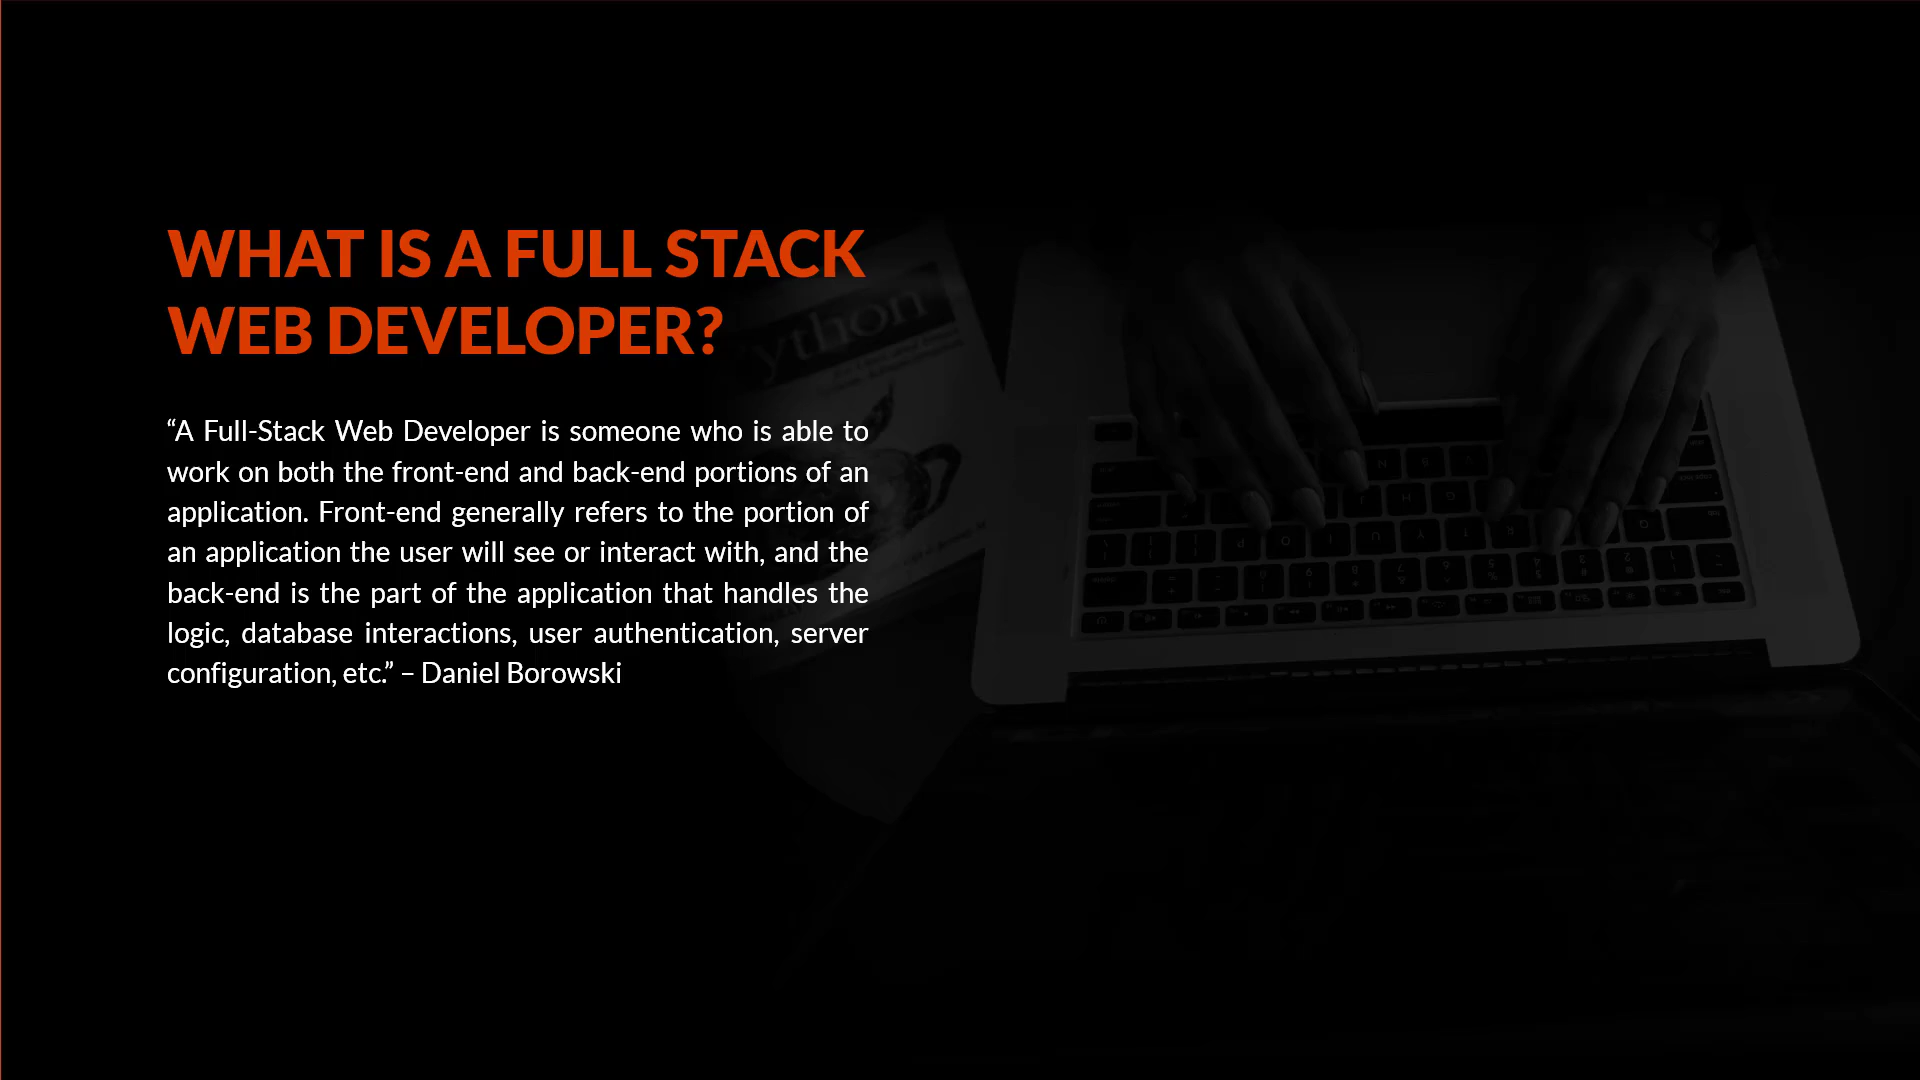 WHAT IS A FULL STACK
WEB DEVELOPER?
“A Full-Stack Web Developer is someone who is able to
work on both the front-end and back-end portions of an
application. Front-end generally refers to the portion of
an application the user will see or interact with, and the
back-end is the part of the application that handles the
logic, database interactions, user authentication, server
configuration, etc.” – Daniel Borowski
ython